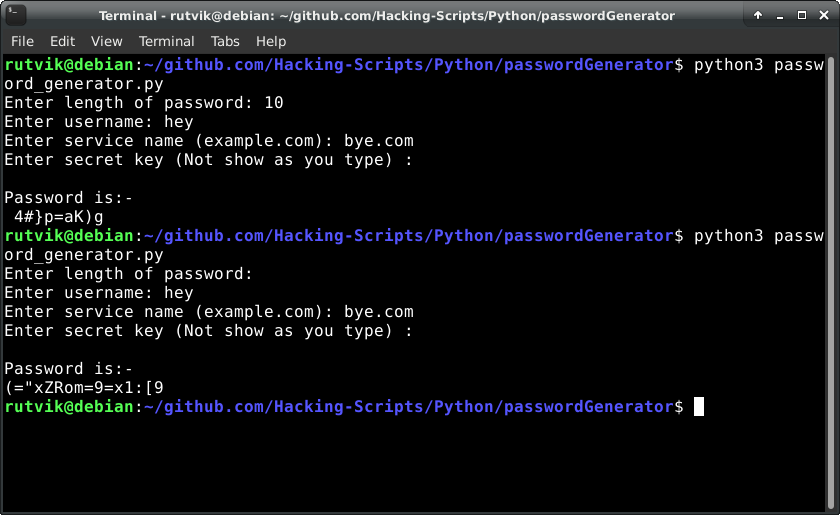 Terminal - rutvik@debian: ~/github.com/Hacking-Scripts/Python/passwordGenerator
File Edit View Terminal Tabs Help
rutvik@debian:~/github.com/Hacking-Scripts/Python/passwordGenerator$ python3 passw
ord_generator.py
Enter length of password: 10
Enter username: hey
Enter service name (example.com): bye.com
Enter secret key (Not show as you type) :
Password is:-
 4#}p=aK)g
rutvik@debian:~/github.com/Hacking-Scripts/Python/passwordGenerator$ python3 passw
ord_generator.py
Enter length of password:
Enter username: hey
Enter service name (example.com): bye.com
Enter secret key (Not show as you type) :
Password is:-
(="xZRom=9=x1:[9
rutvik@debian:~/github.com/Hacking-Scripts/Python/passwordGenerator$